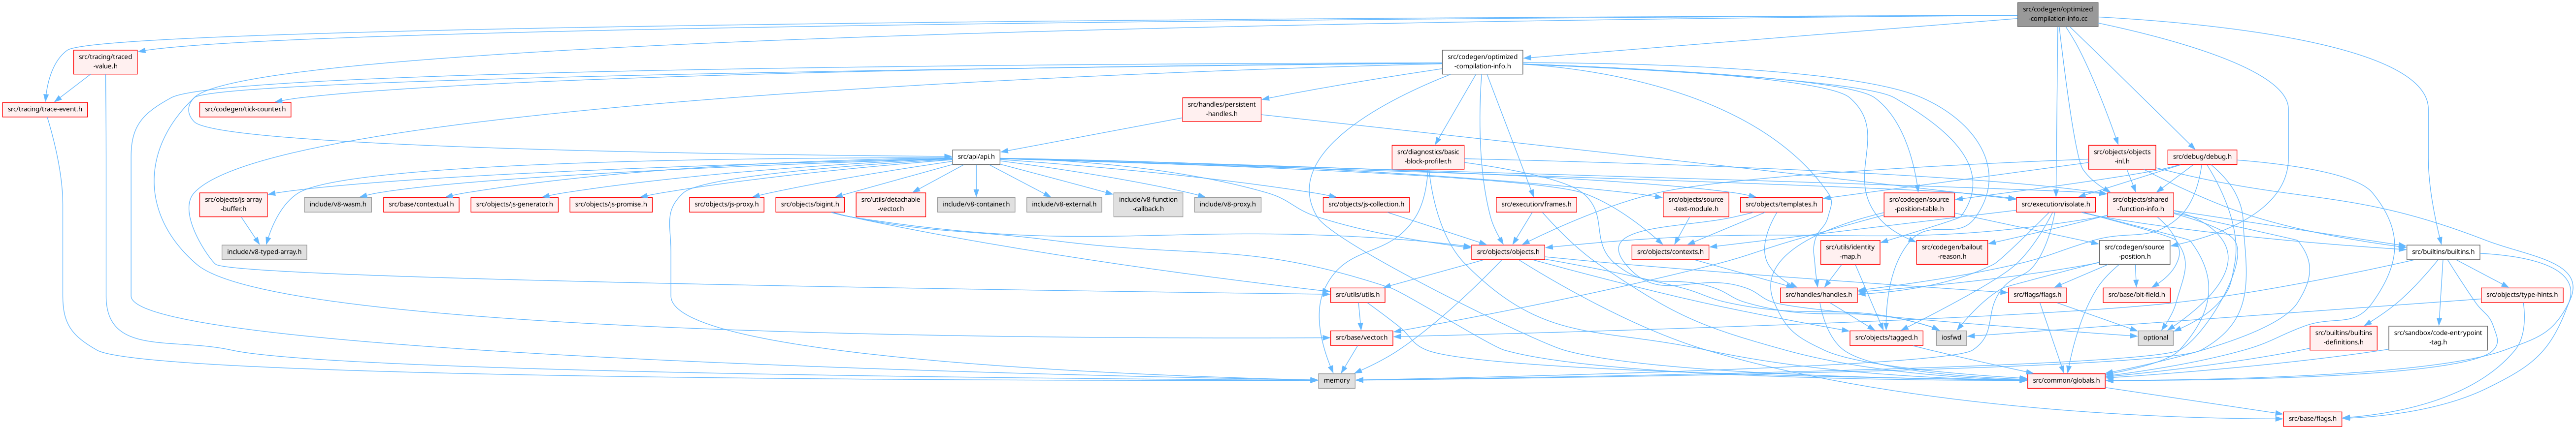 src/codegen/optimized
-compilation-info.cc
src/tracing/traced
-value.h
src/codegen/optimized
-compilation-info.h
src/tracing/trace-event.h
src/codegen/tick-counter.h
src/handles/persistent
-handles.h
src/api/api.h
src/diagnostics/basic
-block-profiler.h
src/objects/objects
-inl.h
src/debug/debug.h
src/objects/js-array
-buffer.h
include/v8-wasm.h
src/base/contextual.h
src/objects/js-generator.h
src/objects/js-promise.h
src/objects/js-proxy.h
src/objects/bigint.h
src/utils/detachable
-vector.h
include/v8-container.h
include/v8-external.h
include/v8-function
-callback.h
include/v8-proxy.h
src/objects/js-collection.h
src/execution/frames.h
src/objects/source
-text-module.h
src/objects/templates.h
src/codegen/source
-position-table.h
src/execution/isolate.h
src/objects/shared
-function-info.h
include/v8-typed-array.h
src/objects/objects.h
src/objects/contexts.h
src/utils/identity
-map.h
src/codegen/bailout
-reason.h
src/codegen/source
-position.h
src/builtins/builtins.h
src/utils/utils.h
src/handles/handles.h
src/flags/flags.h
src/base/bit-field.h
src/objects/type-hints.h
src/base/vector.h
src/objects/tagged.h
iosfwd
optional
src/builtins/builtins
-definitions.h
src/sandbox/code-entrypoint
-tag.h
memory
src/common/globals.h
src/base/flags.h